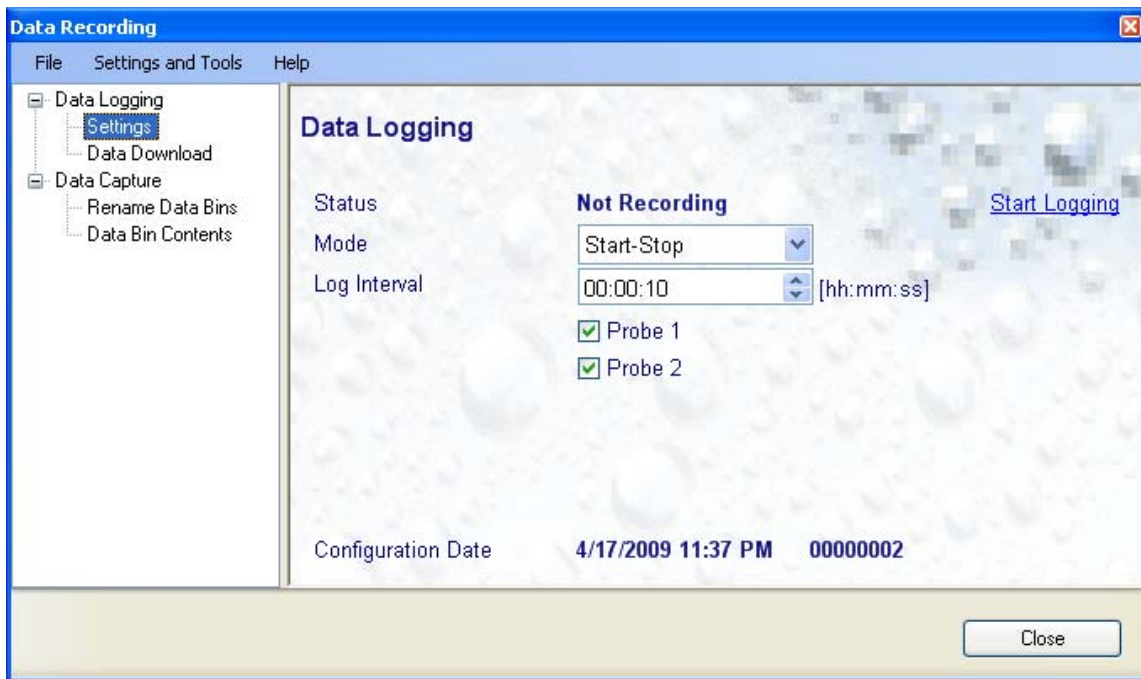 Data Recording
File Settings and Tools Help
Data Logging
Settings
Data Download
Data Capture
Rename Data Bins
Data Bin Contents
Data Logging
Status Not Recording Start Logging
Mode Start-Stop
Log Interval 00:00:10 [hh:mm:ss]
Probe 1
Probe 2
Configuration Date 4/17/2009 11:37 PM 00000002
Close